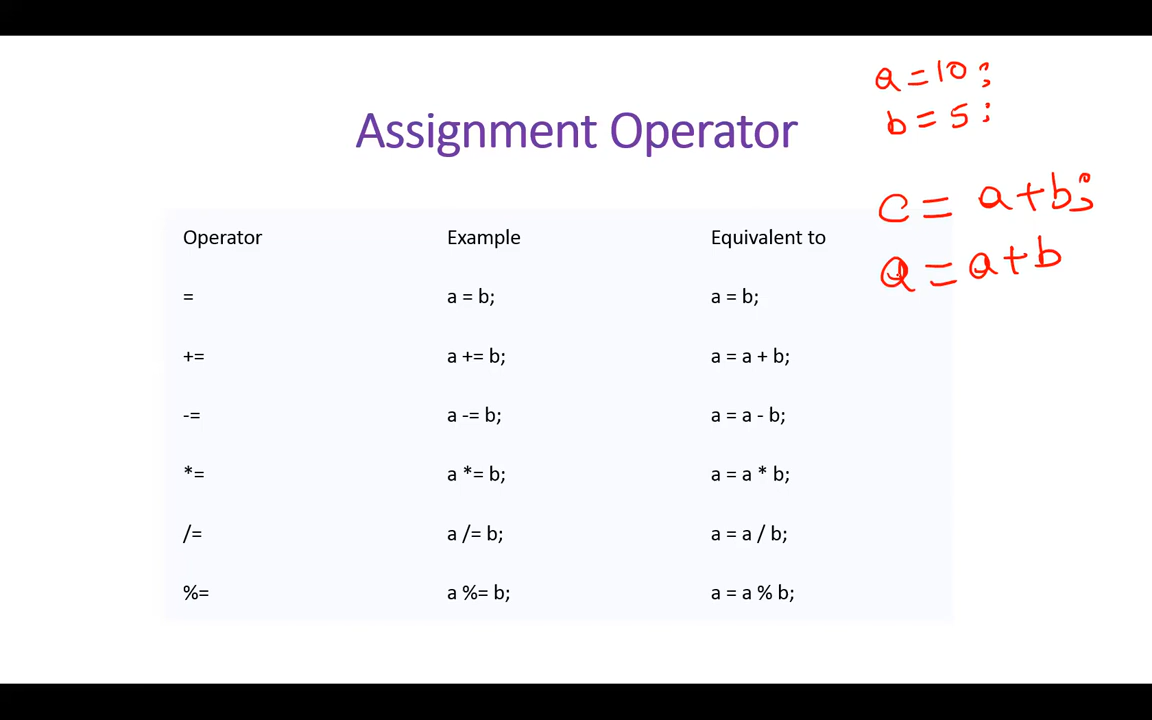 a = 10 ;
b = 5 ;
Assignment Operator
c = a + b ;
a = a + b
Operator Example Equivalent to
= a = b; a = b;
+= a += b; a = a + b;
-= a -= b; a = a - b;
*= a *= b; a = a * b;
/= a /= b; a = a / b;
%= a %= b; a = a % b;